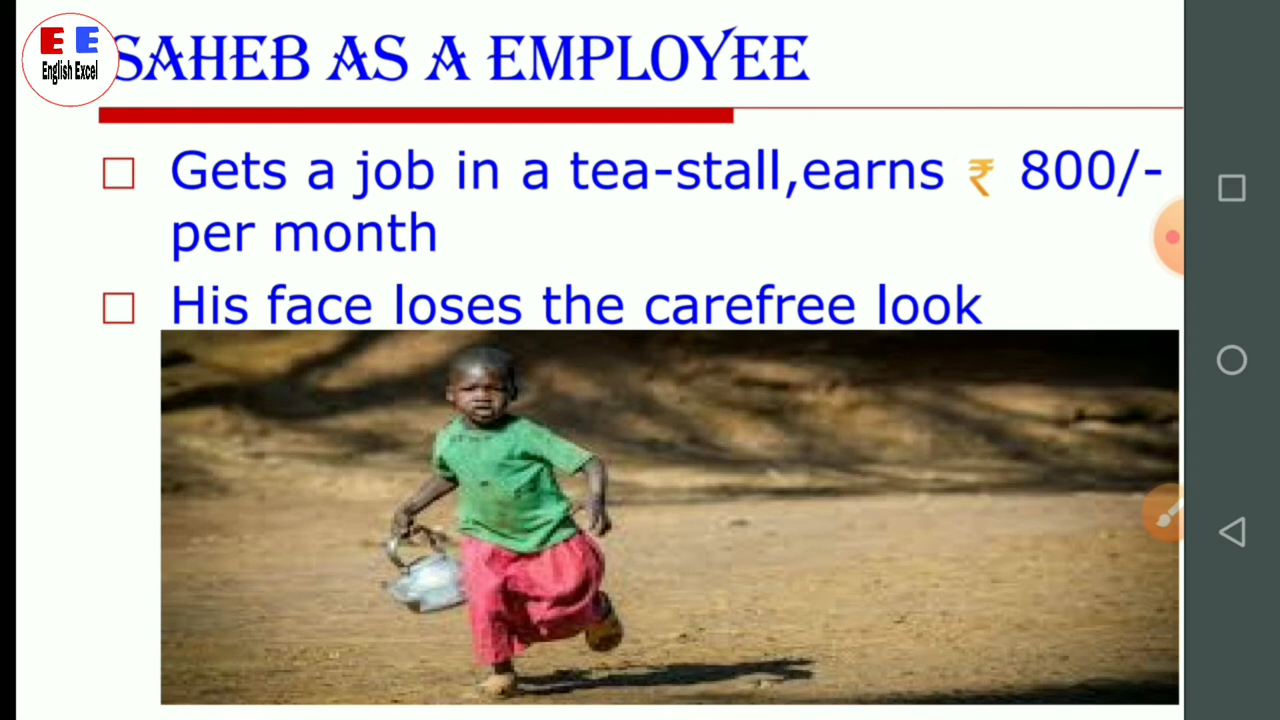 E E
English Excel
SAHEB AS A EMPLOYEE
Gets a job in a tea-stall,earns ₹ 800/-
per month
His face loses the carefree look